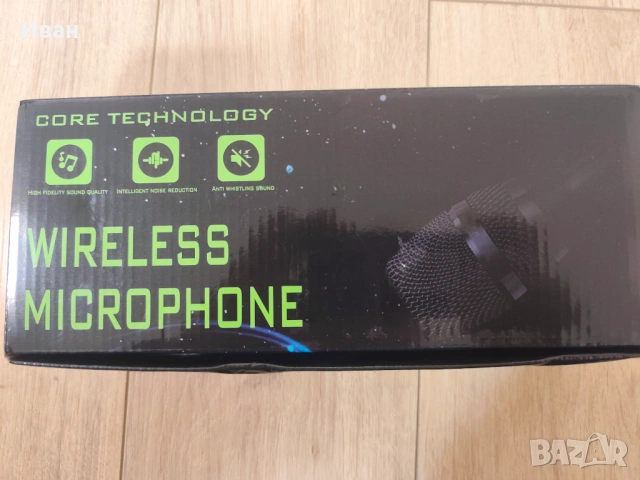 Иван
CORE TECHNOLOGY
HIGH FIDELITY SOUND QUALITY
INTELLIGENT NOISE REDUCTION
ANTI WHISTLING SOUND
WIRELESS
MICROPHONE
BAZAR